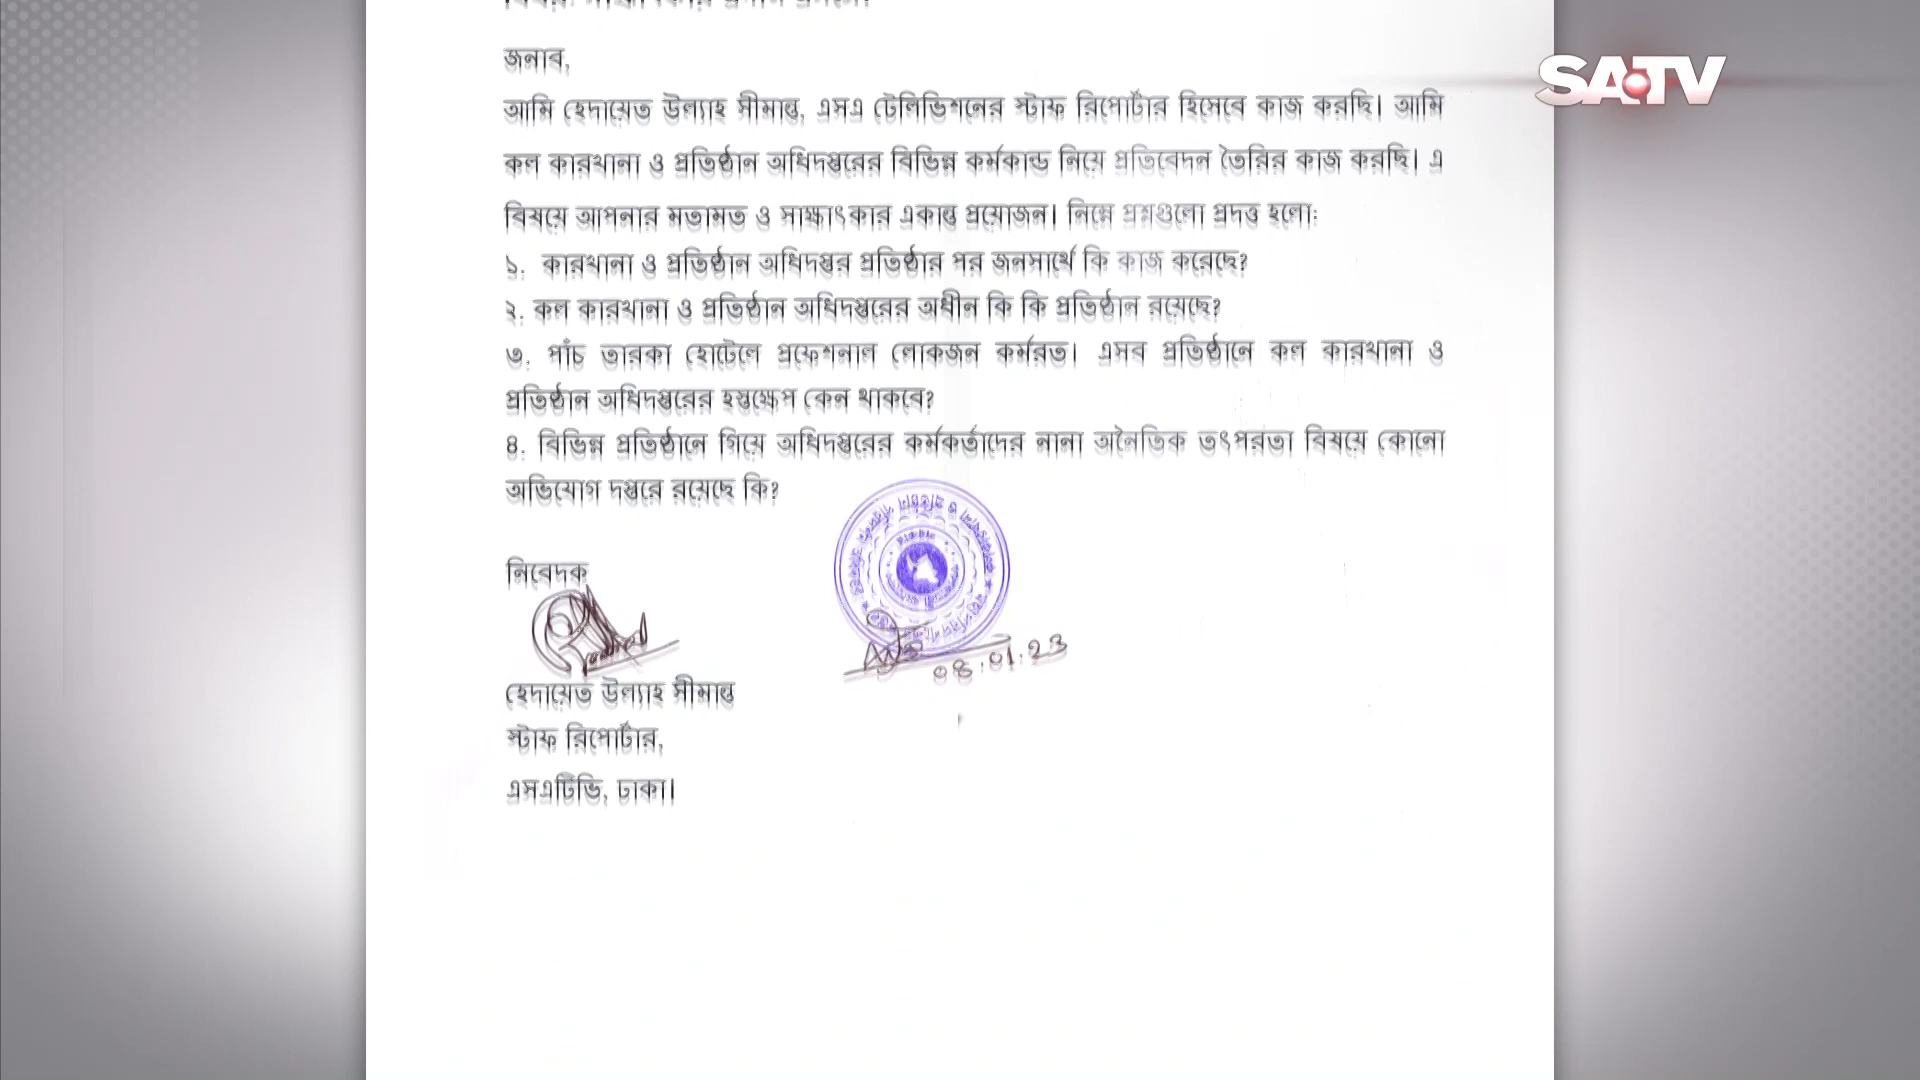 জনাব,
SATV
আমি হেদায়েত উল্যাহ সীমান্ত, এসএ টেলিভিশনের স্টাফ রিপোর্টার হিসেবে কাজ করছি। আমি
কল কারখানা ও প্রতিষ্ঠান অধিদপ্তরের বিভিন্ন কর্মকান্ড নিয়ে প্রতিবেদন তৈরির কাজ করছি। এ
বিষয়ে আপনার মতামত ও সাক্ষাৎকার একান্ত প্রয়োজন। নিম্নে প্রশ্নগুলো প্রদত্ত হলো:
১. কারখানা ও প্রতিষ্ঠান অধিদপ্তর প্রতিষ্ঠার পর জনসার্থে কি কাজ করেছে?
২. কল কারখানা ও প্রতিষ্ঠান অধিদপ্তরের অধীন কি কি প্রতিষ্ঠান রয়েছে?
৩. পাঁচ তারকা হোটেলে প্রফেশনাল লোকজন কর্মরত। এসব প্রতিষ্ঠানে কল কারখানা ও
প্রতিষ্ঠান অধিদপ্তরের হস্তক্ষেপ কেন থাকবে?
৪. বিভিন্ন প্রতিষ্ঠানে গিয়ে অধিদপ্তরের কর্মকর্তাদের নানা অনৈতিক তৎপরতা বিষয়ে কোনো
অভিযোগ দপ্তরে রয়েছে কি?
নিবেদক
০৪.০১.২৩
হেদায়েত উল্যাহ সীমান্ত
স্টাফ রিপোর্টার,
এসএটিভি, ঢাকা।